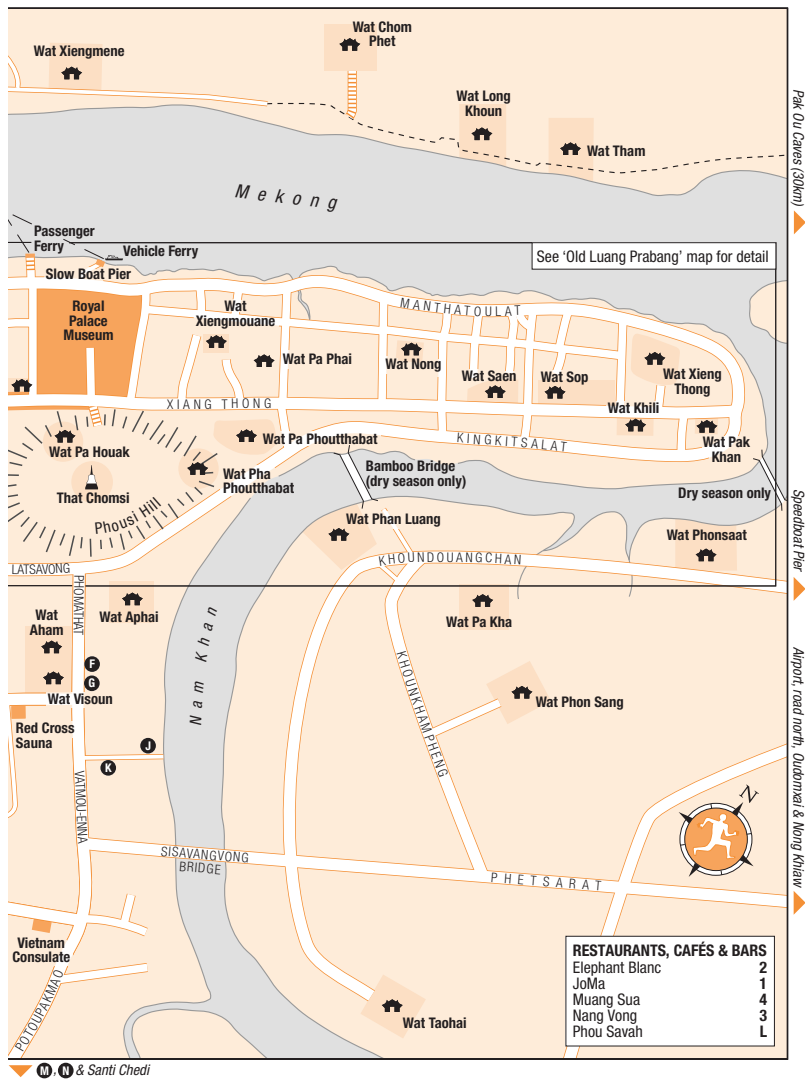 Wat Xiengmene
Wat Chom
Phet
Wat Long
Khoun
Wat Tham
Pak Ou Caves (30km)
Mekong
Passenger
Ferry
Vehicle Ferry
Slow Boat Pier
See ‘Old Luang Prabang’ map for detail
Royal
Palace
Museum
Wat
Xiengmouane
MANTHATOULAT
Wat Pa Phai
Wat Nong
Wat Saen
Wat Sop
Wat Xieng
Thong
XIANG THONG
Wat Khili
Wat Pa Houak
Wat Pa Phoutthabat
KINGKITSALAT
Wat Pak
Khan
Wat Pha
Phoutthabat
Bamboo Bridge
(dry season only)
That Chomsi
Phousi Hill
Dry season only
Speedboat Pier
Wat Phan Luang
Wat Phonsaat
KHOUNDOUANGCHAN
LATSAVONG
PHOMATHAT
Wat Aphai
Wat Pa Kha
Wat
Aham
Nam Khan
F
G
Wat Visoun
KHOUNKHAMPHENG
Wat Phon Sang
Airport, road north, Oudomxai & Nong Khiaw
Red Cross
Sauna
J
K
VATMOU-ENNA
N
SISAVANGVONG
BRIDGE
PHETSARAT
Vietnam
Consulate
POTOUPAKMAO
Wat Taohai
RESTAURANTS, CAFÉS & BARS
Elephant Blanc 2
JoMa 1
Muang Sua 4
Nang Vong 3
Phou Savah L
M, N & Santi Chedi